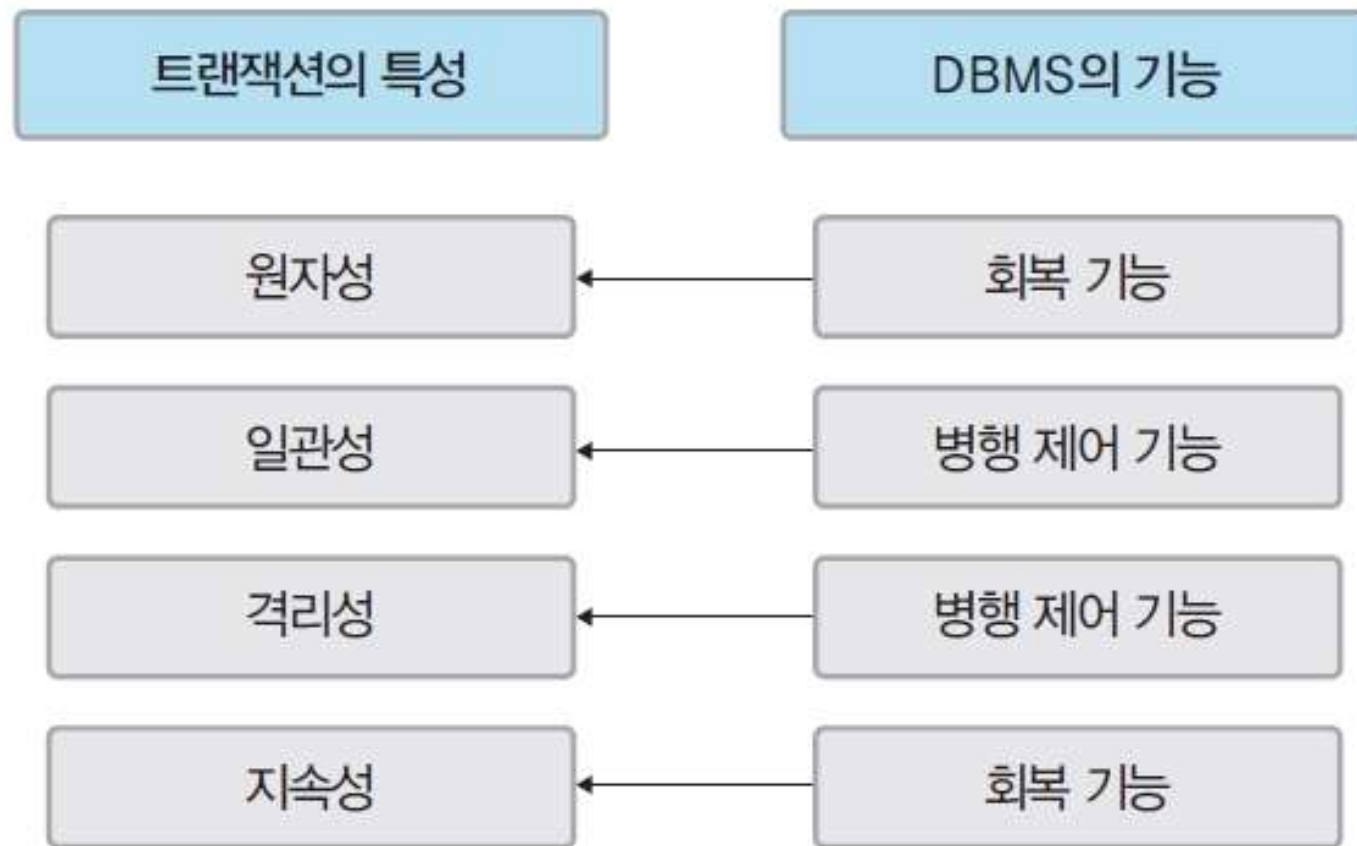 트랜잭션의 특성
DBMS의 기능
원자성
회복 기능
일관성
병행 제어 기능
격리성
병행 제어 기능
지속성
회복 기능